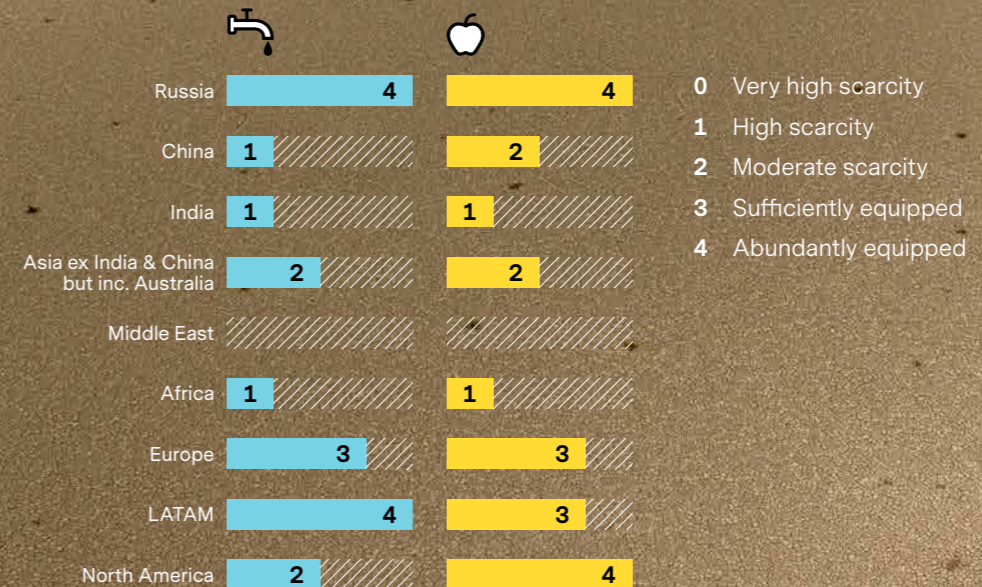 Russia 4 4
China 1 2
India 1 1
Asia ex India & China
but inc. Australia 2 2
Middle East
Africa 1 1
Europe 3 3
LATAM 4 3
North America 2 4
0 Very high scarcity
1 High scarcity
2 Moderate scarcity
3 Sufficiently equipped
4 Abundantly equipped